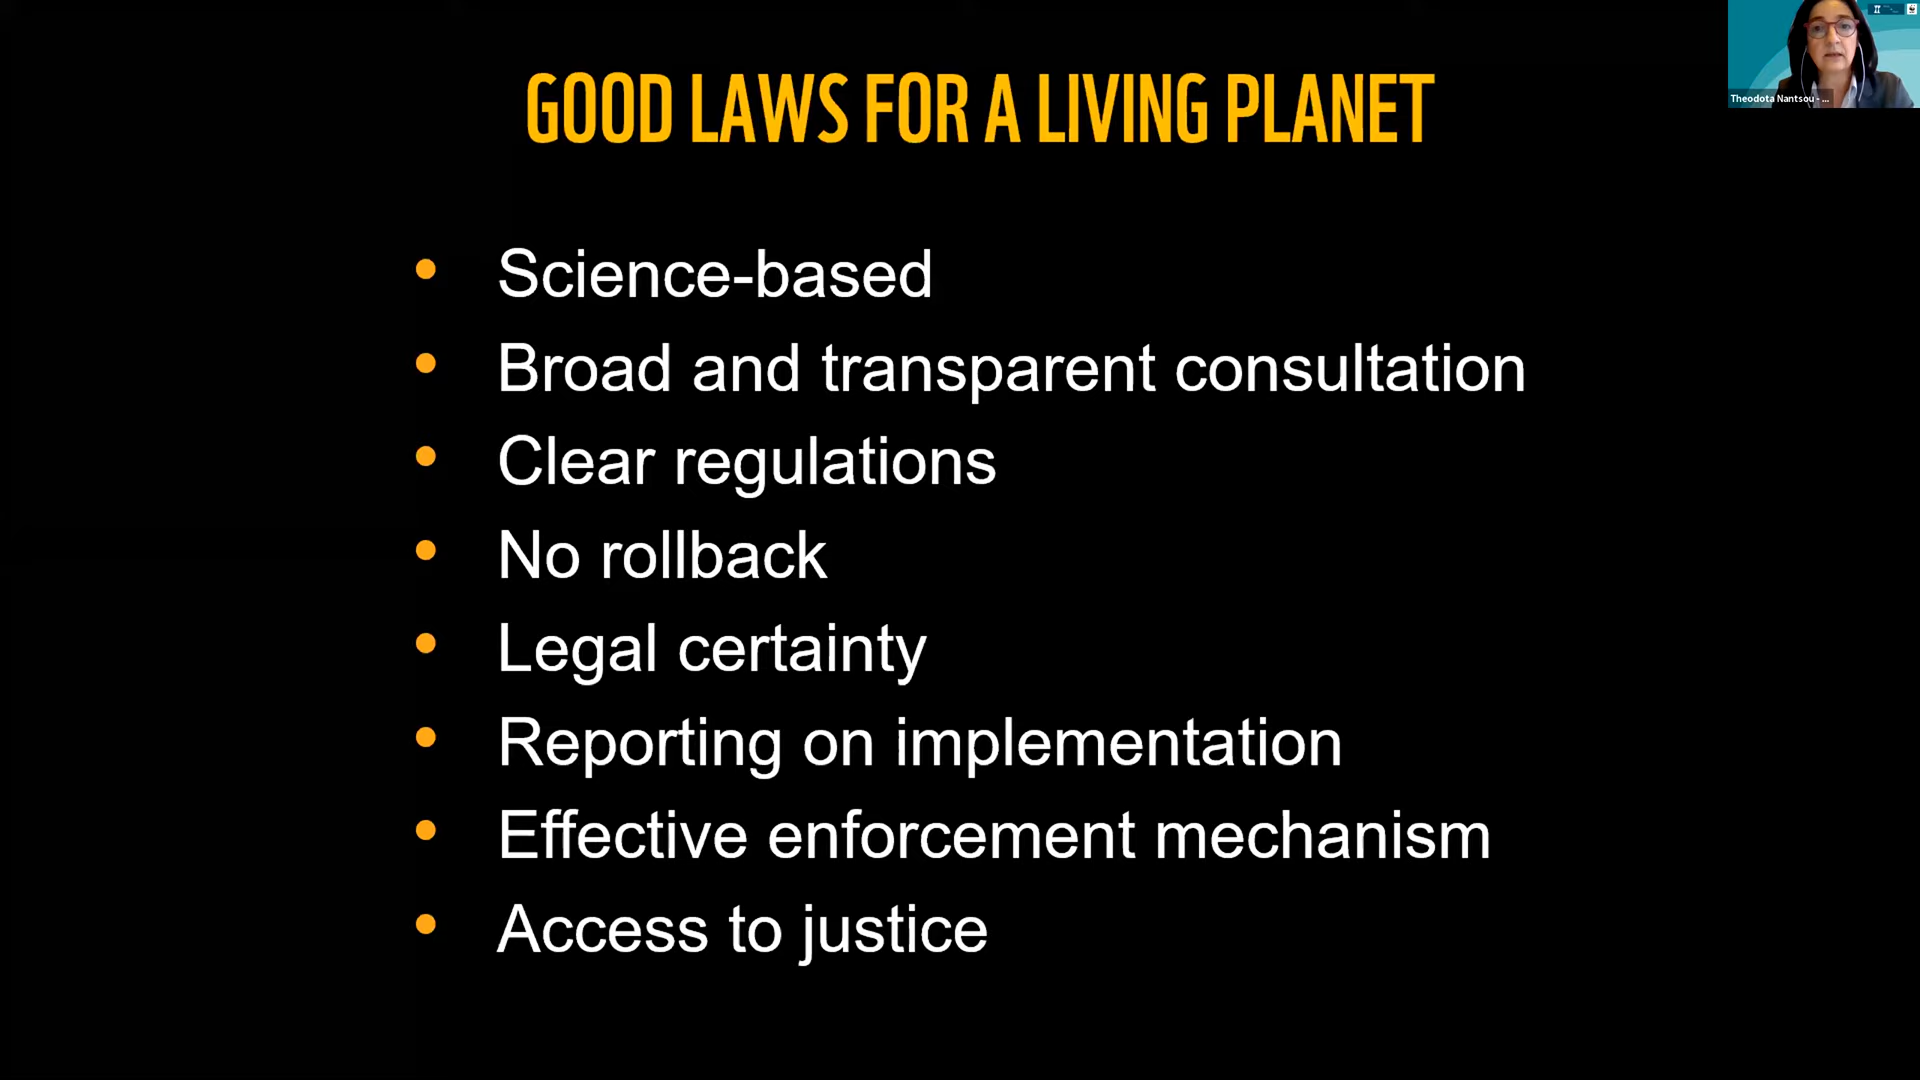 GOOD LAWS FOR A LIVING PLANET
Theodota Nantsou - ...
• Science-based
• Broad and transparent consultation
• Clear regulations
• No rollback
• Legal certainty
• Reporting on implementation
• Effective enforcement mechanism
• Access to justice